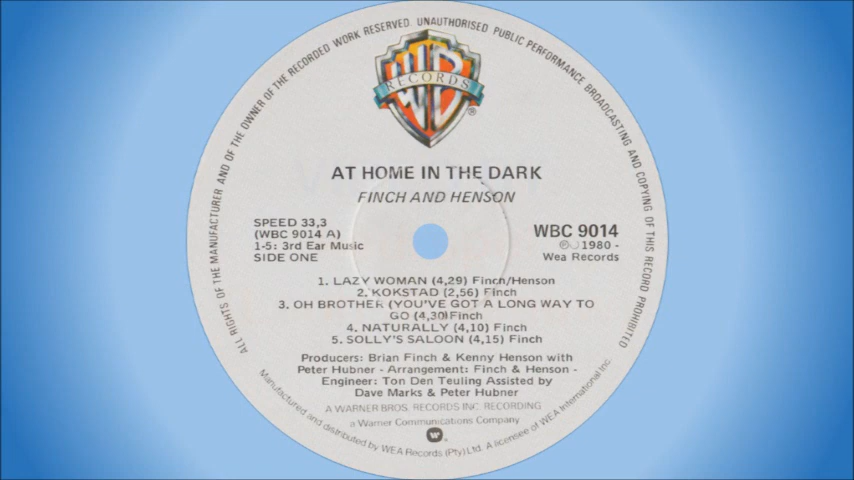 ALL RIGHTS OF THE MANUFACTURER AND OF THE OWNER OF THE RECORDED WORK RESERVED. UNAUTHORISED PUBLIC PERFORMANCE BROADCASTING AND COPYING OF THIS RECORD PROHIBITED
WB
RECORDS
®
AT HOME IN THE DARK
FINCH AND HENSON
SPEED 33,3
(WBC 9014 A)
1-5: 3rd Ear Music
SIDE ONE
WBC 9014
℗ 1980 -
Wea Records
1. LAZY WOMAN (4,29) Finch/Henson
2. KOKSTAD (2,56) Finch
3. OH BROTHER (YOU'VE GOT A LONG WAY TO
GO (4,30) Finch
4. NATURALLY (4,10) Finch
5. SOLLY'S SALOON (4,15) Finch
Producers: Brian Finch & Kenny Henson with
Peter Hubner - Arrangement: Finch & Henson -
Engineer: Ton Den Teuling Assisted by
Dave Marks & Peter Hubner
A WARNER BROS. RECORDS INC. RECORDING
a Warner Communications Company
W
Manufactured and distributed by WEA Records (Pty) Ltd. A licensee of WEA International Inc.